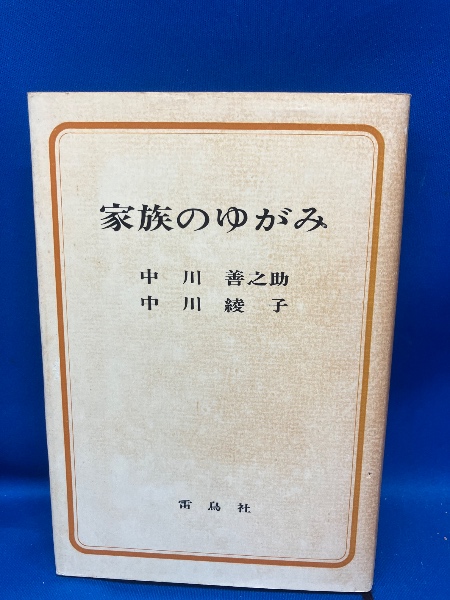 家族のゆがみ
中川 善之助
中川 綾子
雷鳥社